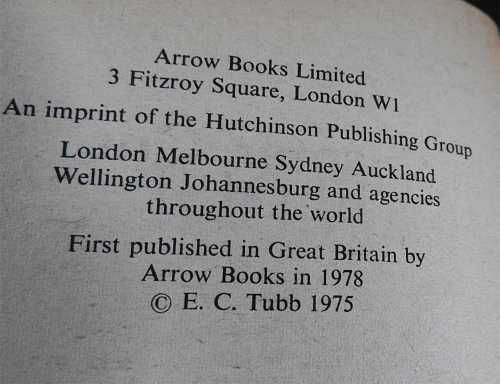 Arrow Books Limited
3 Fitzroy Square, London W1
An imprint of the Hutchinson Publishing Group
London Melbourne Sydney Auckland
Wellington Johannesburg and agencies
throughout the world
First published in Great Britain by
Arrow Books in 1978
© E. C. Tubb 1975